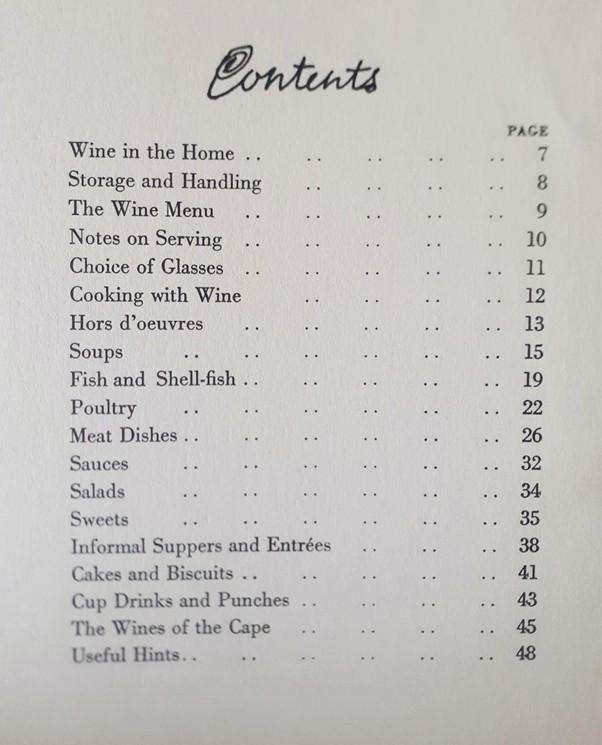 Contents
PAGE
Wine in the Home .. .. .. .. .. 7
Storage and Handling .. .. .. .. 8
The Wine Menu .. .. .. .. .. 9
Notes on Serving .. .. .. .. .. 10
Choice of Glasses .. .. .. .. .. 11
Cooking with Wine .. .. .. .. 12
Hors d'oeuvres .. .. .. .. .. 13
Soups .. .. .. .. .. .. 15
Fish and Shell-fish .. .. .. .. .. 19
Poultry .. .. .. .. .. .. 22
Meat Dishes .. .. .. .. .. .. 26
Sauces .. .. .. .. .. .. 32
Salads .. .. .. .. .. .. 34
Sweets .. .. .. .. .. .. 35
Informal Suppers and Entrées .. .. .. 38
Cakes and Biscuits .. .. .. .. .. 41
Cup Drinks and Punches .. .. .. .. 43
The Wines of the Cape .. .. .. .. 45
Useful Hints .. .. .. .. .. .. 48